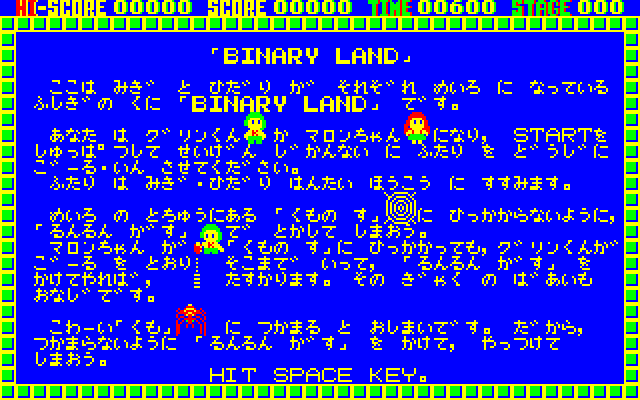 HI-SCORE 00000 SCORE 00000 TIME 00600 STAGE 000
「BINARY LAND」
ここは みぎ と ひだり が それぞれ めいろ に なっている
ふしぎの くに 「BINARY LAND」 です。
あなた は グリンくん か マロンちゃん になり, STARTを
しゅっぱつして せいげん じかんない に ふたり を どうじに
ごーる・いん させてください。
ふたり は みぎ・ひだり はんたい ほうこう に すすみます。
めいろ の とちゅうにある 「くもの す」 に ひっかからないように,
「るんるん がす」 で とかして しまおう。
マロンちゃん が 「くもの す」に ひっかかっても, グリンくんが
ごーる を とおり こして そこまで いって, 「るんるん がす」 を
かけてやれば, たすかります。 その ぎゃく の ばあいも
おなじです。
こわーい「くも」 に つかまる と おしまいです。 だから,
つかまらないように 「るんるん がす」 を かけて, やっつけて
しまおう。
HIT SPACE KEY.